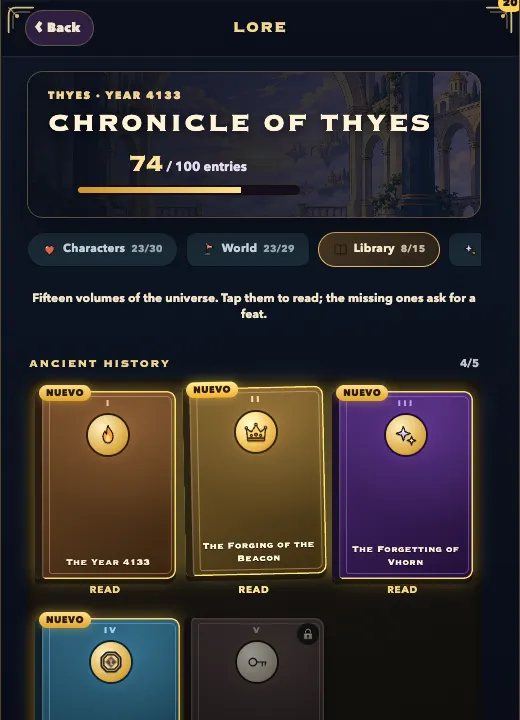 20
Back
LORE
THYES · YEAR 4133
CHRONICLE OF THYES
74 / 100 entries
Characters 23/30
World 23/29
Library 8/15
Fifteen volumes of the universe. Tap them to read; the missing ones ask for a
feat.
ANCIENT HISTORY 4/5
NUEVO
I
The Year 4133
READ
NUEVO
II
The Forging of the
Beacon
READ
NUEVO
III
The Forgetting of
Vhorn
READ
NUEVO
IV
V